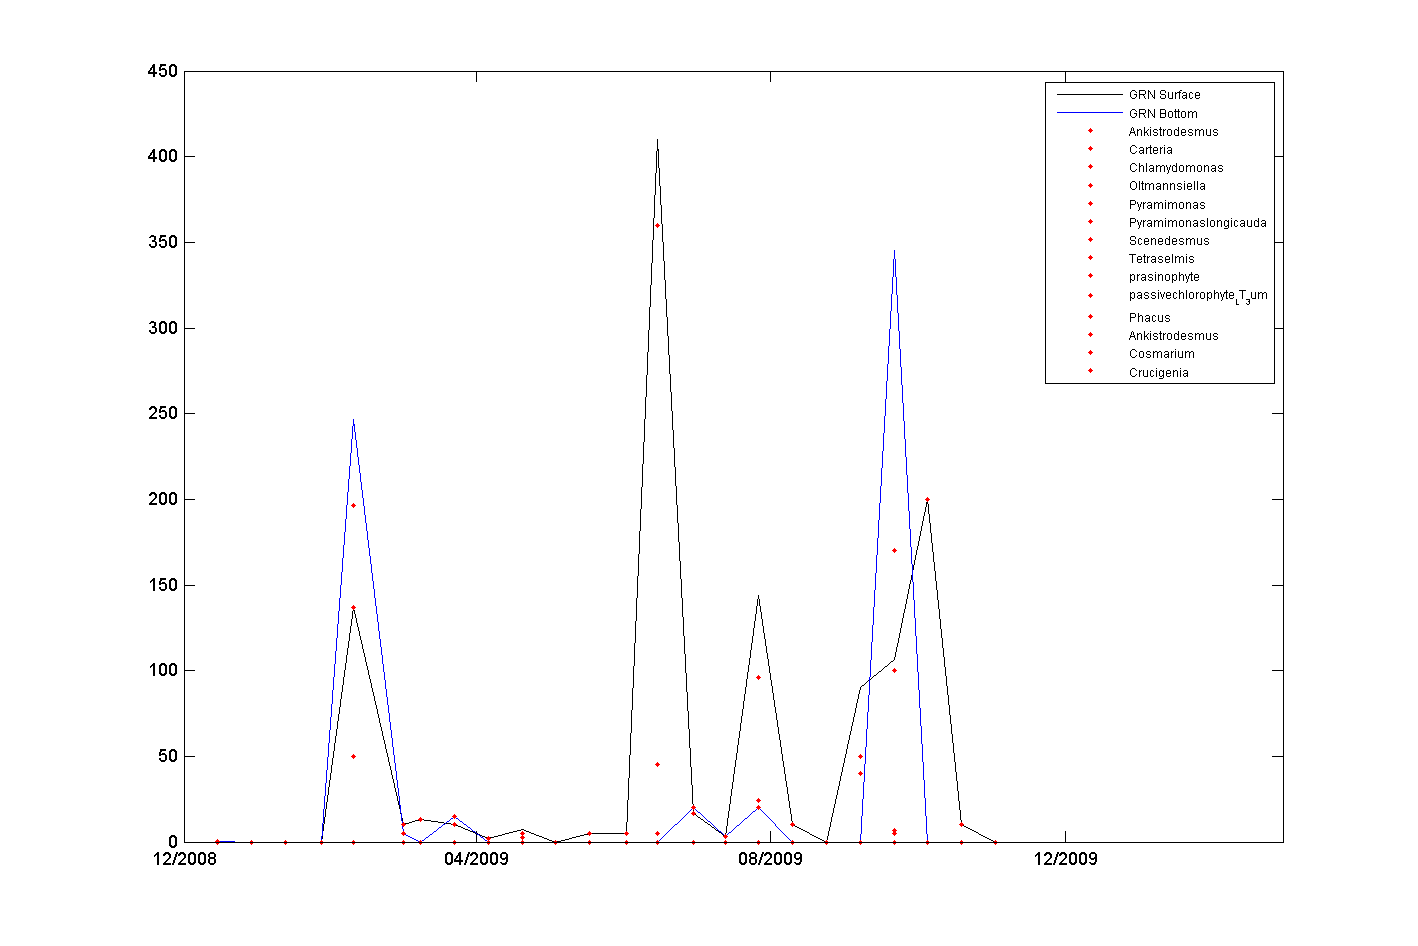 450
400
350
300
250
200
150
100
50
0
12/2008 04/2009 08/2009 12/2009
GRN Surface
GRN Bottom
Ankistrodesmus
Carteria
Chlamydomonas
Oltmannsiella
Pyramimonas
Pyramimonaslongicauda
Scenedesmus
Tetraselmis
prasinophyte
passivechlorophyteLT3um
Phacus
Ankistrodesmus
Cosmarium
Crucigenia